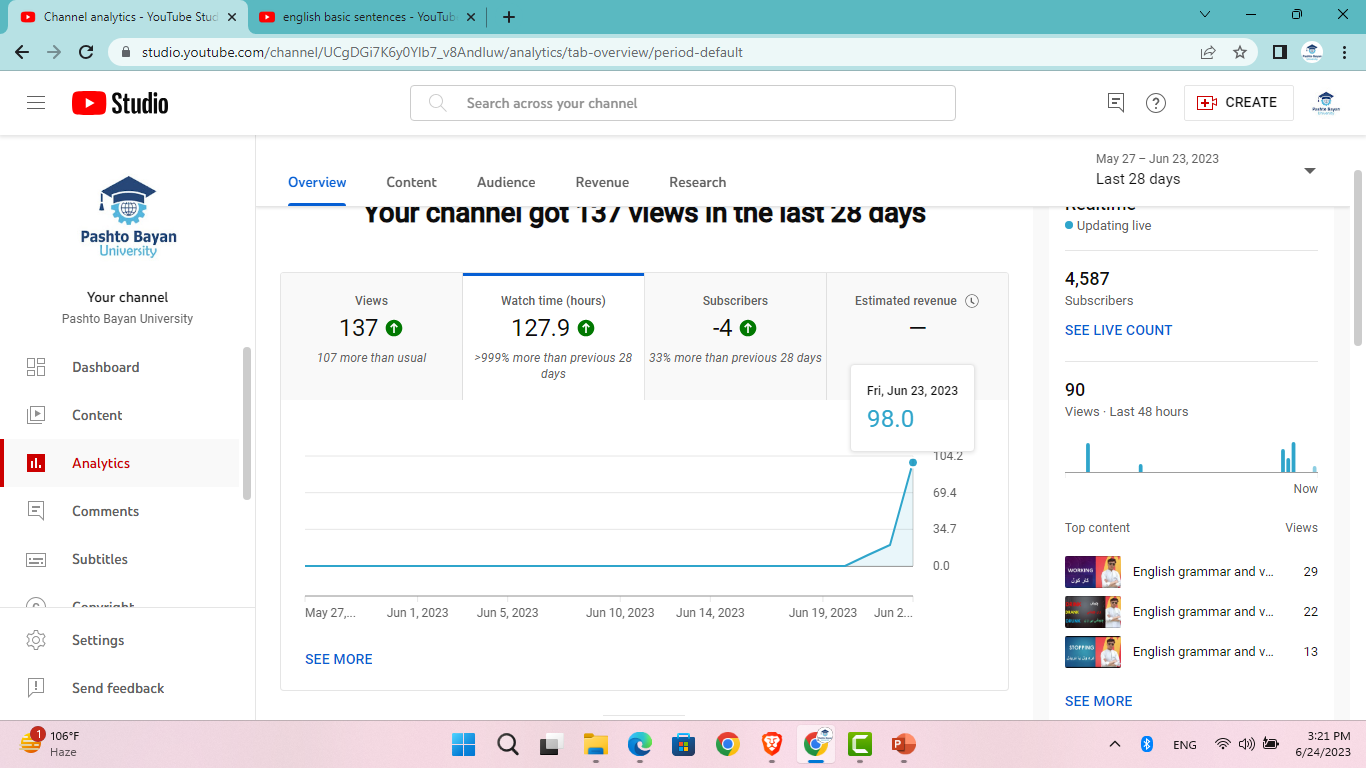 Channel analytics - YouTube Stud
english basic sentences - YouTub
studio.youtube.com/channel/UCgDGi7K6y0Ylb7_v8AndIuw/analytics/tab-overview/period-default
Studio
Search across your channel
CREATE
Pashto Bayan
University
Pashto Bayan
University
Your channel
Pashto Bayan University
Dashboard
Content
Analytics
Comments
Subtitles
Copyright
Settings
Send feedback
Overview
Content
Audience
Revenue
Research
May 27 – Jun 23, 2023
Last 28 days
Your channel got 137 views in the last 28 days
Views
137
107 more than usual
Watch time (hours)
127.9
>999% more than previous 28
days
Subscribers
-4
33% more than previous 28 days
Estimated revenue
—
Fri, Jun 23, 2023
98.0
104.2
69.4
34.7
0.0
May 27,...
Jun 1, 2023
Jun 5, 2023
Jun 10, 2023
Jun 14, 2023
Jun 19, 2023
Jun 2...
SEE MORE
Realtime
Updating live
4,587
Subscribers
SEE LIVE COUNT
90
Views · Last 48 hours
Now
Top content
Views
WORKING
English grammar and v...
29
English grammar and v...
22
STOPPING
English grammar and v...
13
SEE MORE
1
106°F
Haze
ENG
3:21 PM
6/24/2023